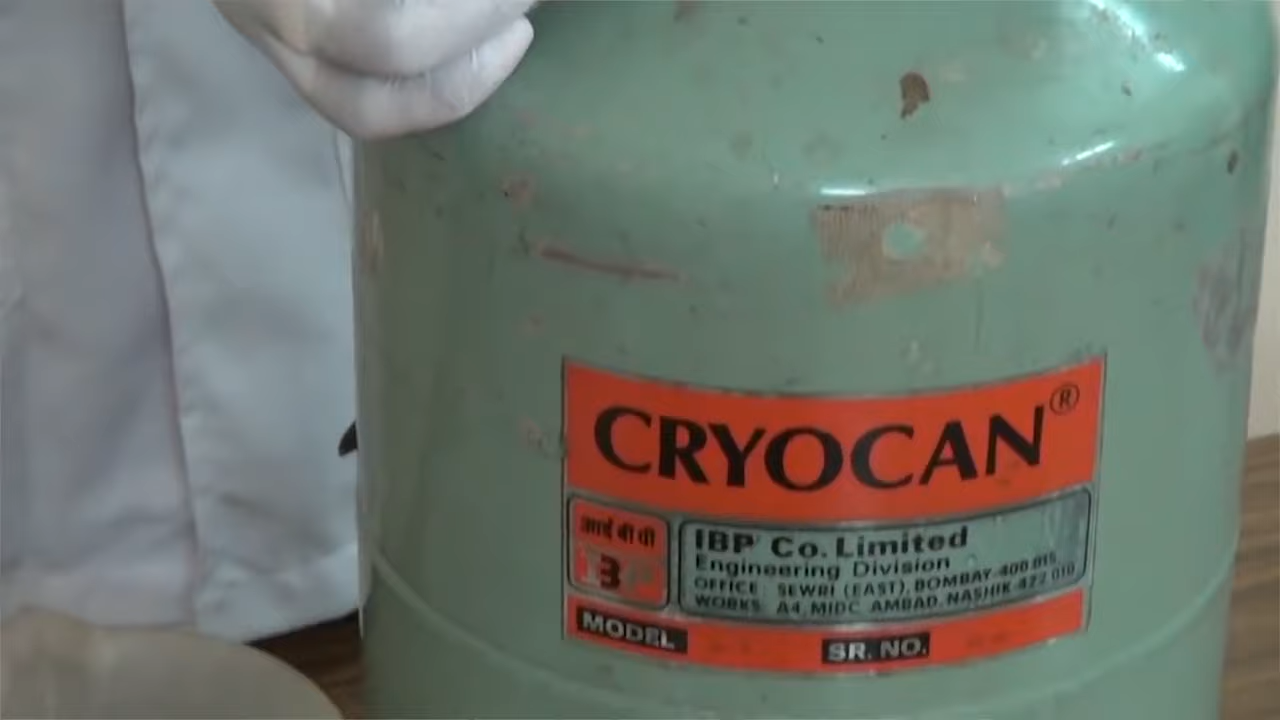 CRYOCAN®
आई बी पी
IBP Co. Limited
Engineering Division
OFFICE SEWRI (EAST), BOMBAY-400 015
WORKS A4, MIDC AMBAD, NASHIK-422 010
MODEL
SR. NO.